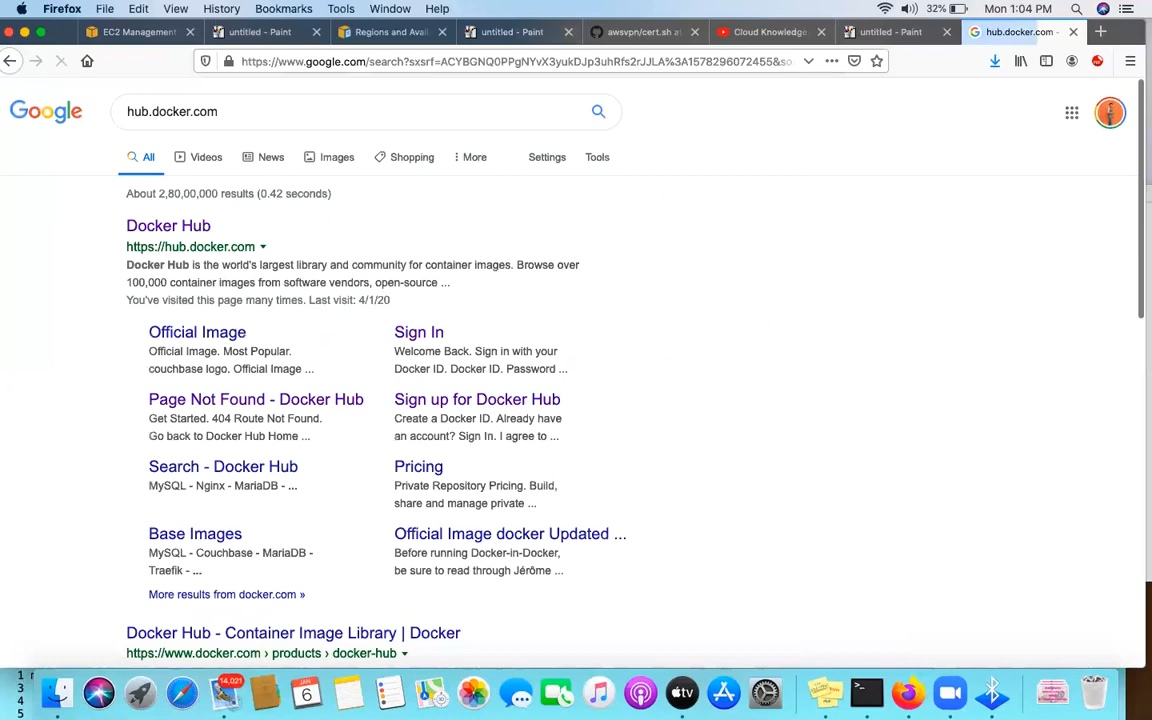 Firefox File Edit View History Bookmarks Tools Window Help 32% Mon 1:04 PM
EC2 Management untitled - Paint Regions and Avail untitled - Paint awsvpn/cert.sh at Cloud Knowledge untitled - Paint hub.docker.com -
https://www.google.com/search?sxsrf=ACYBGNQ0PPgNYvX3yukDJp3uhRfs2rJJLA%3A1578296072455&so
Google hub.docker.com
All Videos News Images Shopping More Settings Tools
About 2,80,00,000 results (0.42 seconds)
Docker Hub
https://hub.docker.com
Docker Hub is the world's largest library and community for container images. Browse over
100,000 container images from software vendors, open-source ...
You've visited this page many times. Last visit: 4/1/20
Official Image Sign In
Official Image. Most Popular. Welcome Back. Sign in with your
couchbase logo. Official Image ... Docker ID. Docker ID. Password ...
Page Not Found - Docker Hub Sign up for Docker Hub
Get Started. 404 Route Not Found. Create a Docker ID. Already have
Go back to Docker Hub Home ... an account? Sign In. I agree to ...
Search - Docker Hub Pricing
MySQL - Nginx - MariaDB - ... Private Repository Pricing. Build,
share and manage private ...
Base Images Official Image docker Updated ...
MySQL - Couchbase - MariaDB - Before running Docker-in-Docker,
Traefik - ... be sure to read through Jérôme ...
More results from docker.com »
Docker Hub - Container Image Library | Docker
https://www.docker.com › products › docker-hub
14,021
6
tv
1
3
4
5